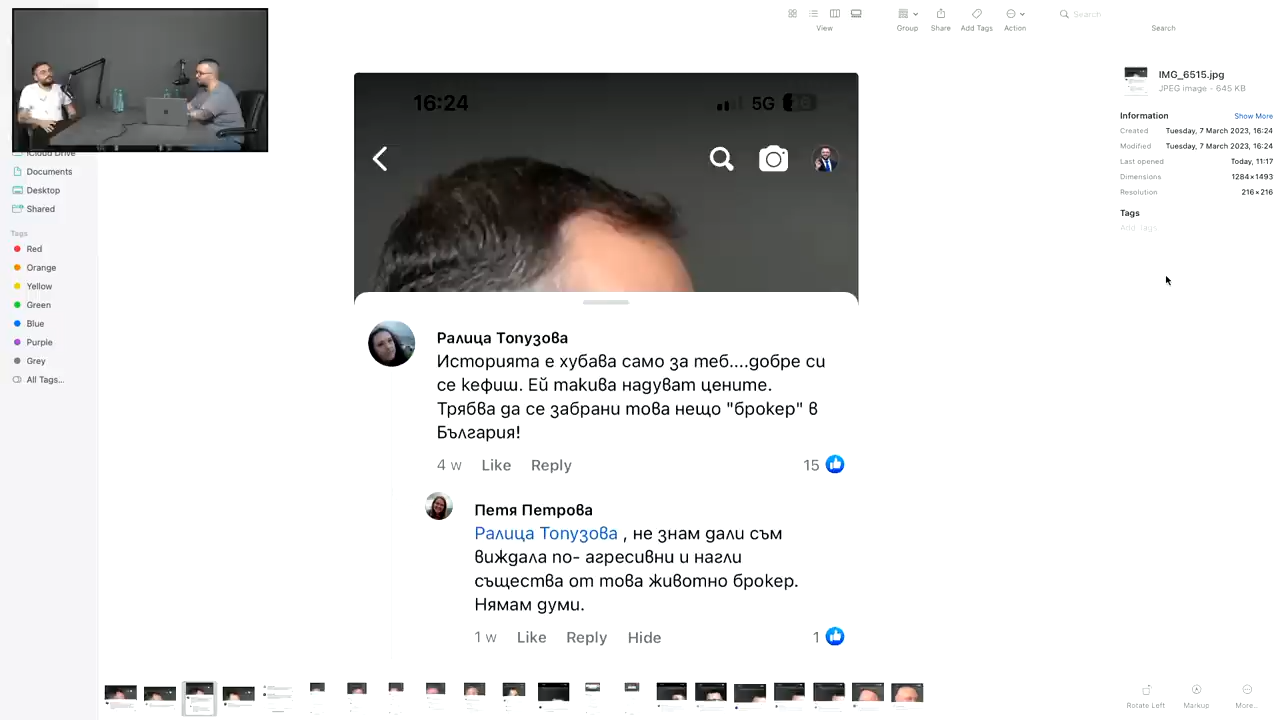 View
Group
Share
Add Tags
Action
Search
Search
iCloud Drive
Documents
Desktop
Shared
Tags
Red
Orange
Yellow
Green
Blue
Purple
Grey
All Tags...
16:24
5G
Ралица Топузова
Историята е хубава само за теб....добре си
се кефиш. Ей такива надуват цените.
Трябва да се забрани това нещо "брокер" в
България!
4 w Like Reply 15
Петя Петрова
Ралица Топузова , не знам дали съм
виждала по- агресивни и нагли
същества от това животно брокер.
Нямам думи.
1 w Like Reply Hide 1
IMG_6515.jpg
JPEG image - 645 KB
Information Show More
Created Tuesday, 7 March 2023, 16:24
Modified Tuesday, 7 March 2023, 16:24
Last opened Today, 11:17
Dimensions 1284×1493
Resolution 216×216
Tags
Add Tags
Rotate Left
Markup
More...